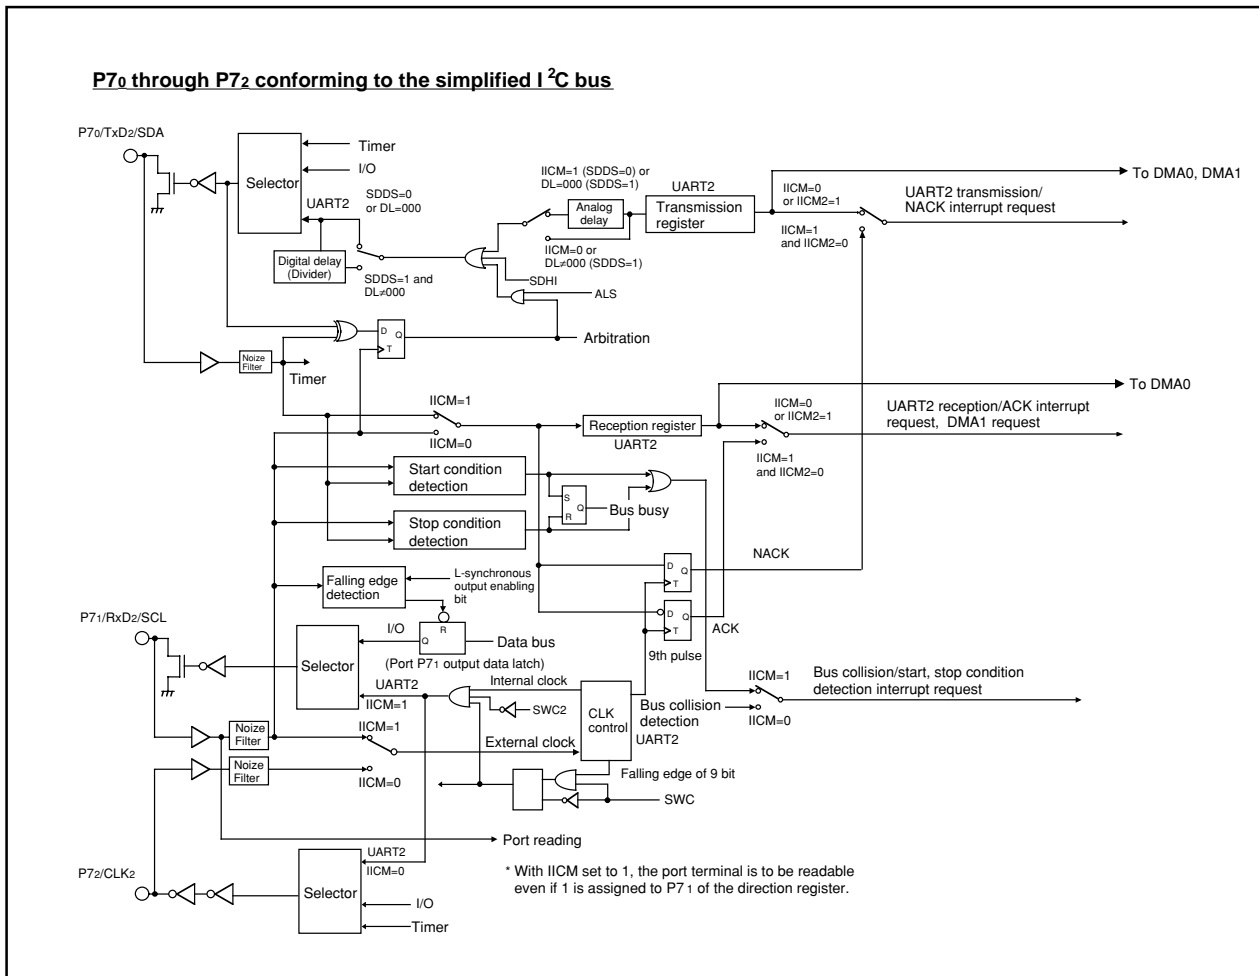 P70 through P72 conforming to the simplified I 2C bus
P70/TxD2/SDA
Selector
Timer
I/O
UART2
SDDS=0
or DL=000
Digital delay
(Divider)
SDDS=1 and
DL≠000
IICM=1 (SDDS=0) or
DL=000 (SDDS=1)
Analog
delay
IICM=0 or
DL≠000 (SDDS=1)
SDHI
ALS
UART2
Transmission
register
To DMA0, DMA1
IICM=0
or IICM2=1
IICM=1
and IICM2=0
UART2 transmission/
NACK interrupt request
D
Q
T
Arbitration
Noize
Filter
Timer
IICM=1
IICM=0
Reception register
UART2
To DMA0
IICM=0
or IICM2=1
IICM=1
and IICM2=0
UART2 reception/ACK interrupt
request, DMA1 request
Start condition
detection
Stop condition
detection
S
R
Q
Bus busy
NACK
D
Q
T
D
Q
T
ACK
9th pulse
Falling edge
detection
L-synchronous
output enabling
bit
P71/RxD2/SCL
Selector
I/O
R
Q
Data bus
(Port P71 output data latch)
UART2
IICM=1
Internal clock
SWC2
CLK
control
UART2
Bus collision
detection
IICM=1
IICM=0
Bus collision/start, stop condition
detection interrupt request
Noize
Filter
IICM=1
External clock
Noize
Filter
IICM=0
Falling edge of 9 bit
SWC
Port reading
P72/CLK2
Selector
UART2
IICM=0
I/O
Timer
* With IICM set to 1, the port terminal is to be readable
even if 1 is assigned to P71 of the direction register.